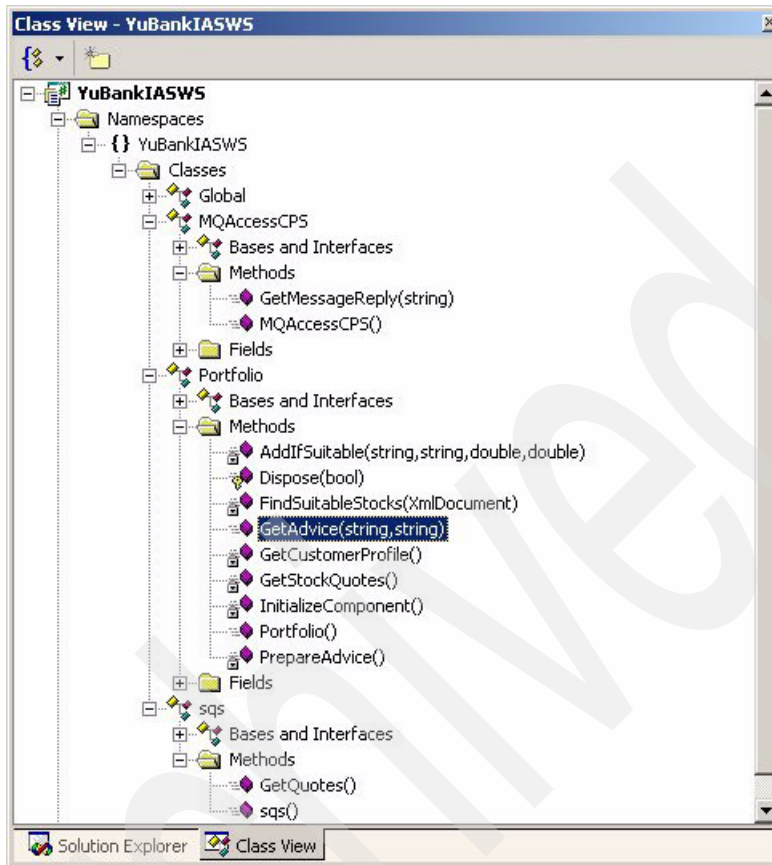 Class View - YuBankIASWS
YuBankIASWS
Namespaces
{} YuBankIASWS
Classes
Global
MQAccessCPS
Bases and Interfaces
Methods
GetMessageReply(string)
MQAccessCPS()
Fields
Portfolio
Bases and Interfaces
Methods
AddIfSuitable(string,string,double,double)
Dispose(bool)
FindSuitableStocks(XmlDocument)
GetAdvice(string,string)
GetCustomerProfile()
GetStockQuotes()
InitializeComponent()
Portfolio()
PrepareAdvice()
Fields
sqs
Bases and Interfaces
Methods
GetQuotes()
sqs()
Solution Explorer Class View